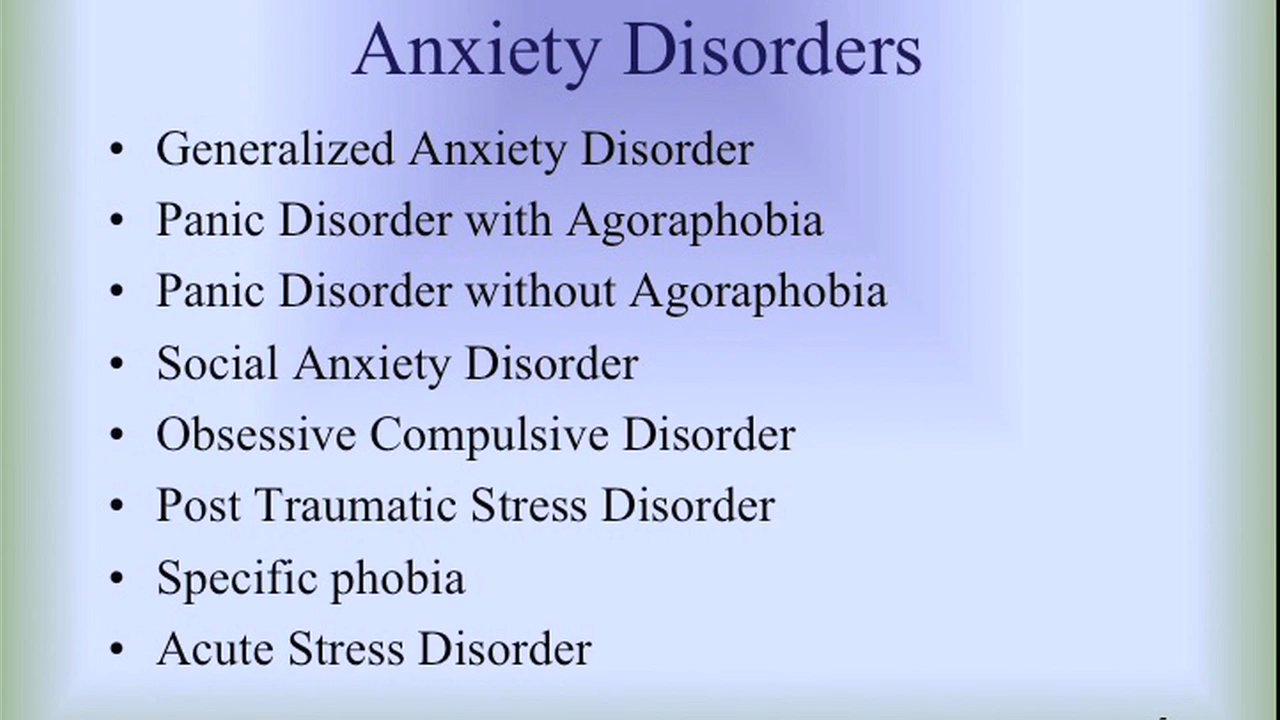 Anxiety Disorders
• Generalized Anxiety Disorder
• Panic Disorder with Agoraphobia
• Panic Disorder without Agoraphobia
• Social Anxiety Disorder
• Obsessive Compulsive Disorder
• Post Traumatic Stress Disorder
• Specific phobia
• Acute Stress Disorder